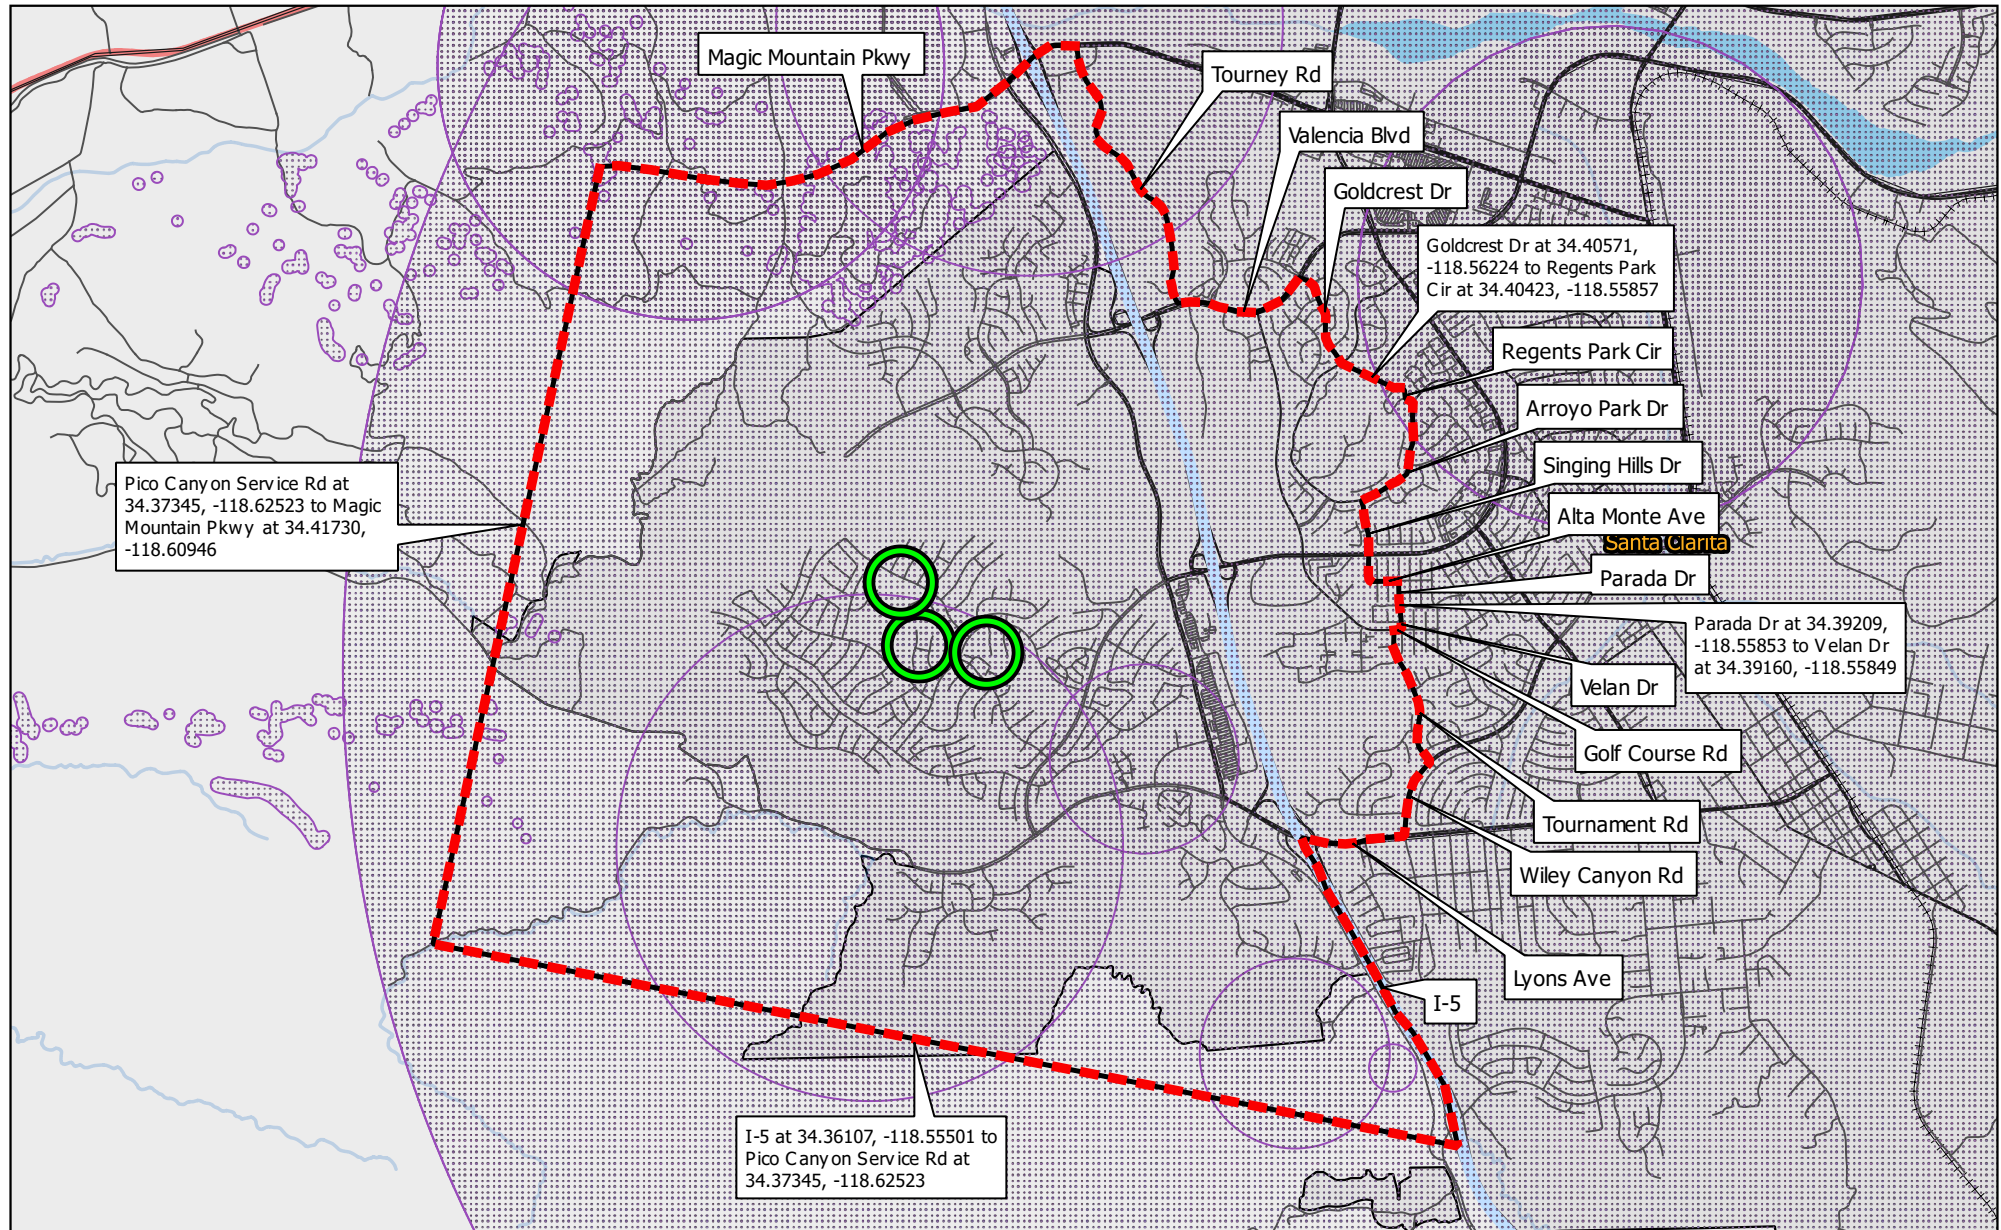 Magic Mountain Pkwy
Tourney Rd
Valencia Blvd
Goldcrest Dr
Goldcrest Dr at 34.40571,
-118.56224 to Regents Park
Cir at 34.40423, -118.55857
Regents Park Cir
Arroyo Park Dr
Singing Hills Dr
Pico Canyon Service Rd at
34.37345, -118.62523 to Magic
Mountain Pkwy at 34.41730,
-118.60946
Alta Monte Ave
Santa Clarita
Parada Dr
Parada Dr at 34.39209,
-118.55853 to Velan Dr
at 34.39160, -118.55849
Velan Dr
Golf Course Rd
Tournament Rd
Wiley Canyon Rd
Lyons Ave
I-5
I-5 at 34.36107, -118.55501 to
Pico Canyon Service Rd at
34.37345, -118.62523